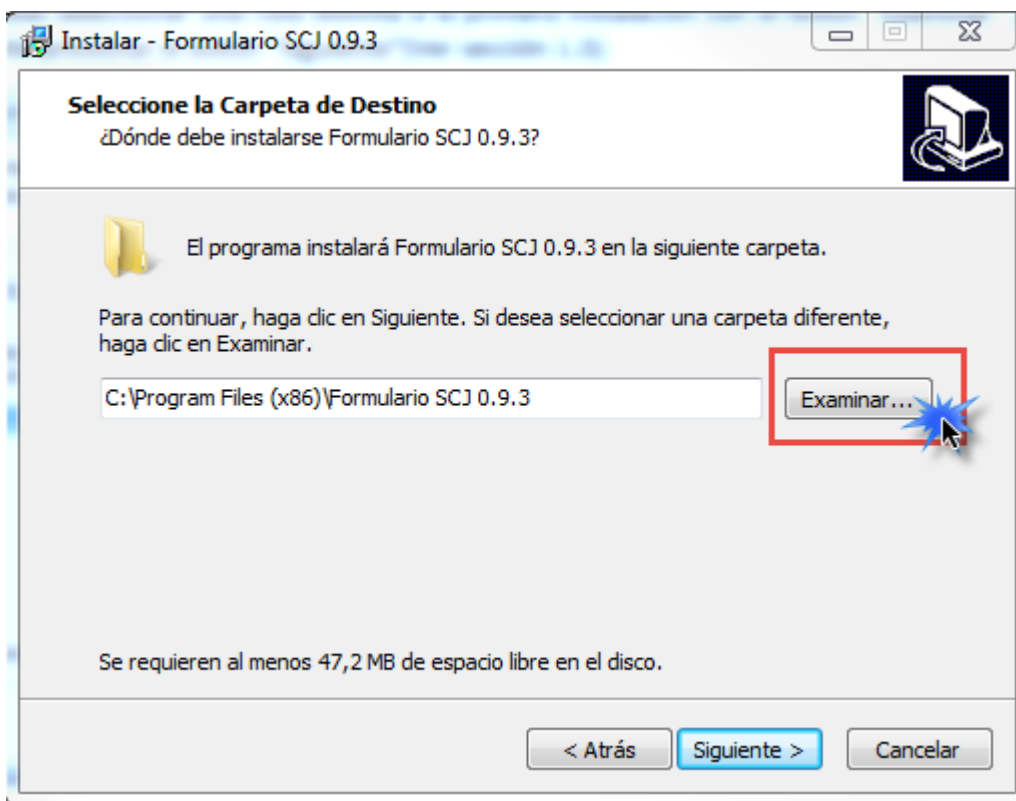 Instalar - Formulario SCJ 0.9.3
Seleccione la Carpeta de Destino
¿Dónde debe instalarse Formulario SCJ 0.9.3?
El programa instalará Formulario SCJ 0.9.3 en la siguiente carpeta.
Para continuar, haga clic en Siguiente. Si desea seleccionar una carpeta diferente,
haga clic en Examinar.
C:\Program Files (x86)\Formulario SCJ 0.9.3
Examinar...
Se requieren al menos 47,2 MB de espacio libre en el disco.
< Atrás
Siguiente >
Cancelar